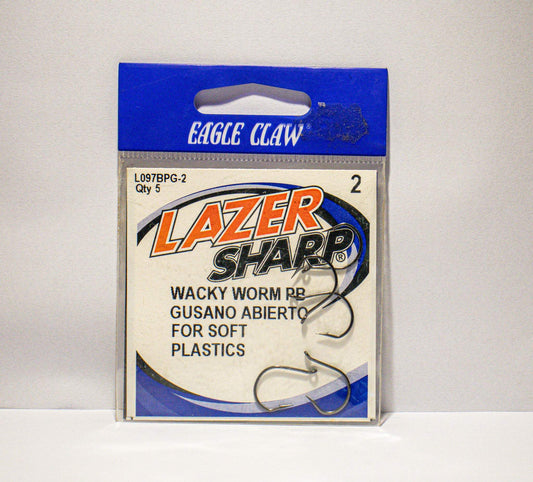 EAGLE CLAW
L097BPG-2
Qty 5
2
LAZER
SHARP®
WACKY WORM PB
GUSANO ABIERTO
FOR SOFT
PLASTICS